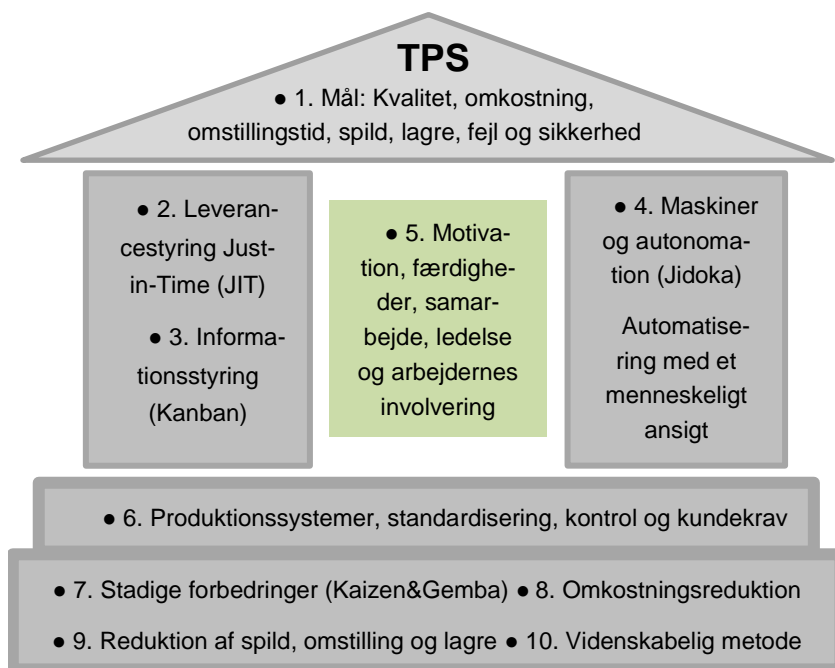 TPS
● 1. Mål: Kvalitet, omkostning,
omstillingstid, spild, lagre, fejl og sikkerhed
● 2. Leveran-
cestyring Just-
in-Time (JIT)
● 3. Informa-
tionsstyring
(Kanban)
● 5. Motiva-
tion, færdighe-
der, samar-
bejde, ledelse
og arbejdernes
involvering
● 4. Maskiner
og autonoma-
tion (Jidoka)
Automatise-
ring med et
menneskeligt
ansigt
● 6. Produktionssystemer, standardisering, kontrol og kundekrav
● 7. Stadige forbedringer (Kaizen&Gemba) ● 8. Omkostningsreduktion
● 9. Reduktion af spild, omstilling og lagre ● 10. Videnskabelig metode